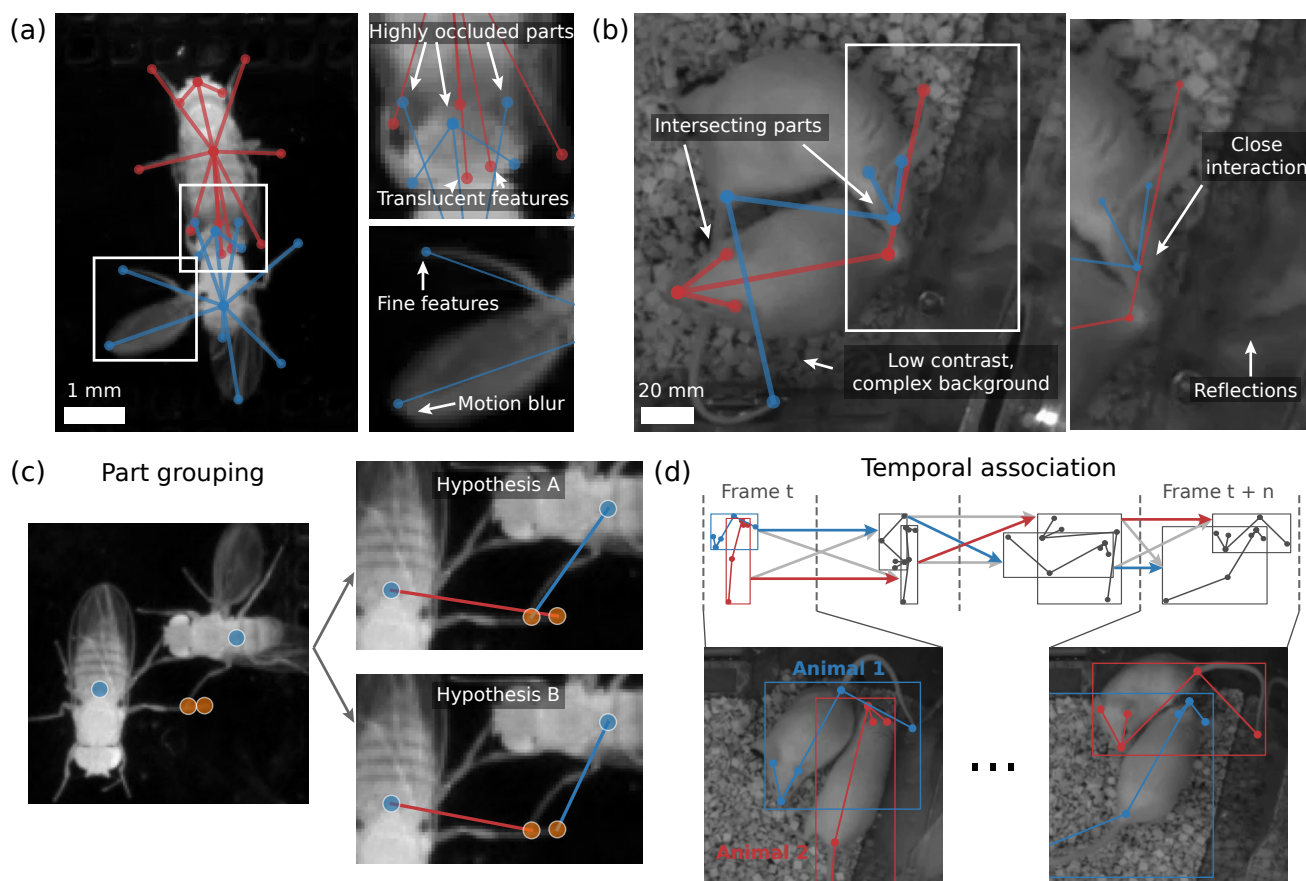 (a)
Highly occluded parts
Translucent features
Fine features
Motion blur
1 mm
(b)
Intersecting parts
Close
interaction
Low contrast,
complex background
Reflections
20 mm
(c)
Part grouping
Hypothesis A
Hypothesis B
(d)
Temporal association
Frame t
Frame t + n
Animal 1
Animal 2